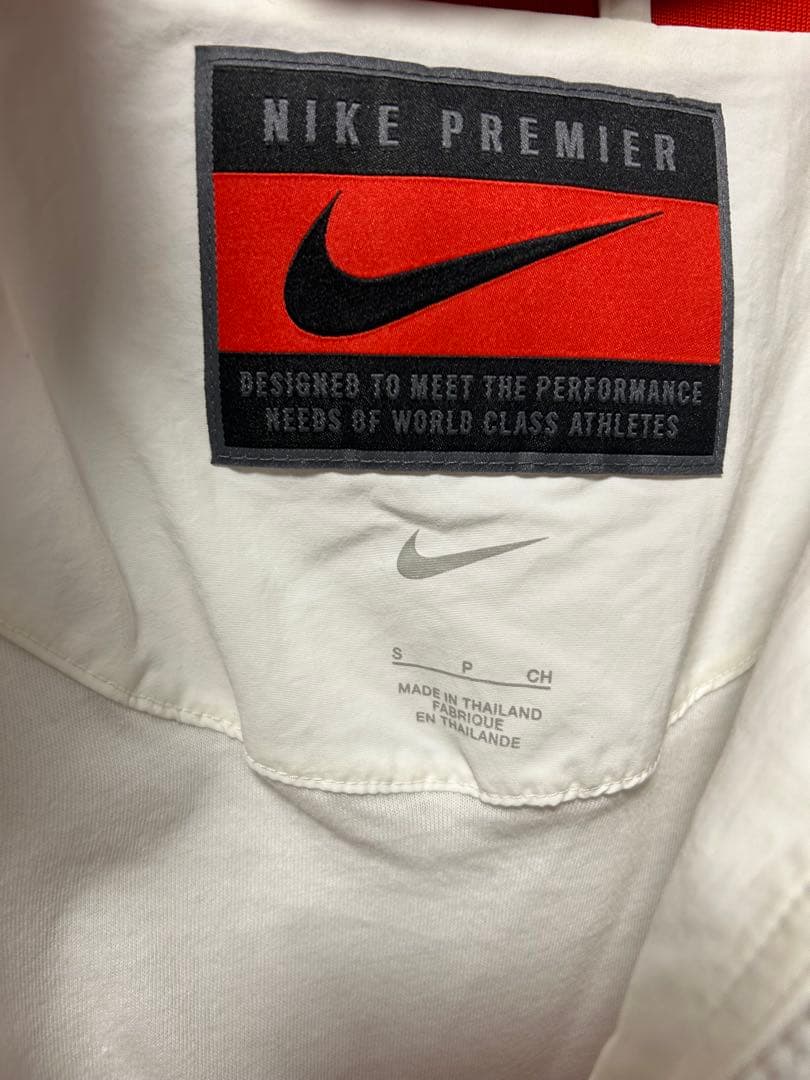 NIKE PREMIER
DESIGNED TO MEET THE PERFORMANCE
NEEDS OF WORLD CLASS ATHLETES
S P CH
MADE IN THAILAND
FABRIQUE
EN THAILANDE